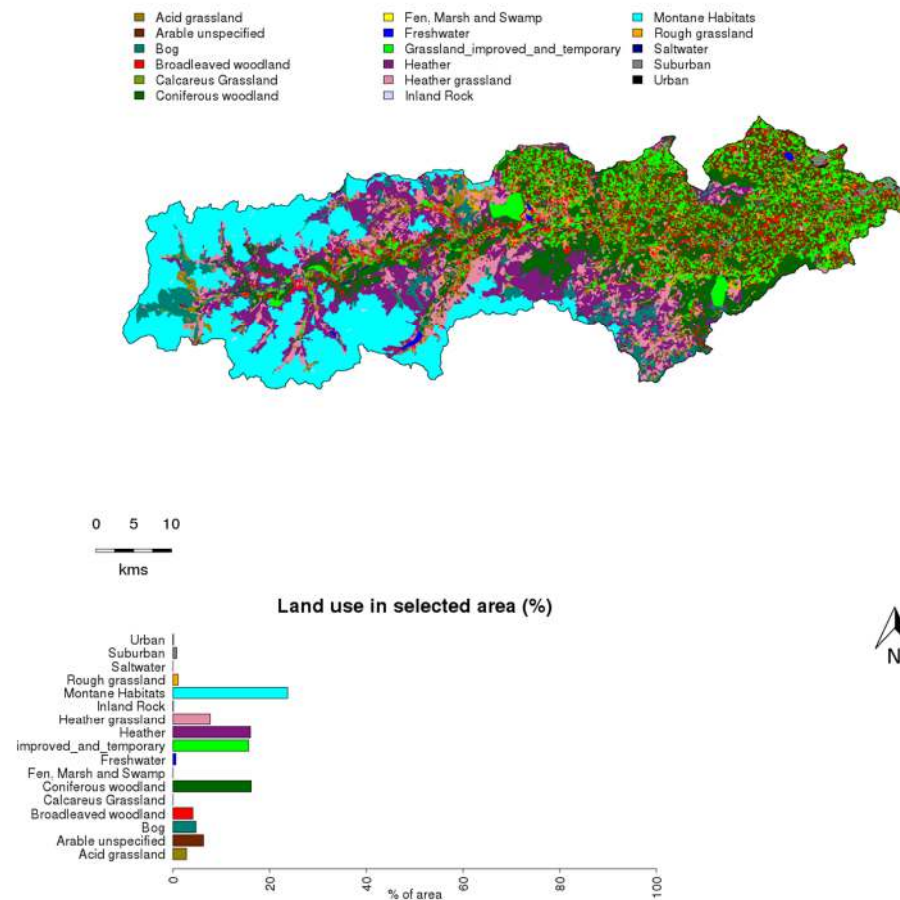 Acid grassland Fen, Marsh and Swamp Montane Habitats
Arable unspecified Freshwater Rough grassland
Bog Grassland_improved_and_temporary Saltwater
Broadleaved woodland Heather Suburban
Calcareus Grassland Heather grassland Urban
Coniferous woodland Inland Rock
0 5 10
kms
Land use in selected area (%)
N
Urban
Suburban
Saltwater
Rough grassland
Montane Habitats
Inland Rock
Heather grassland
Heather
improved_and_temporary
Freshwater
Fen, Marsh and Swamp
Coniferous woodland
Calcareus Grassland
Broadleaved woodland
Bog
Arable unspecified
Acid grassland
0 20 40 60 80 100
% of area